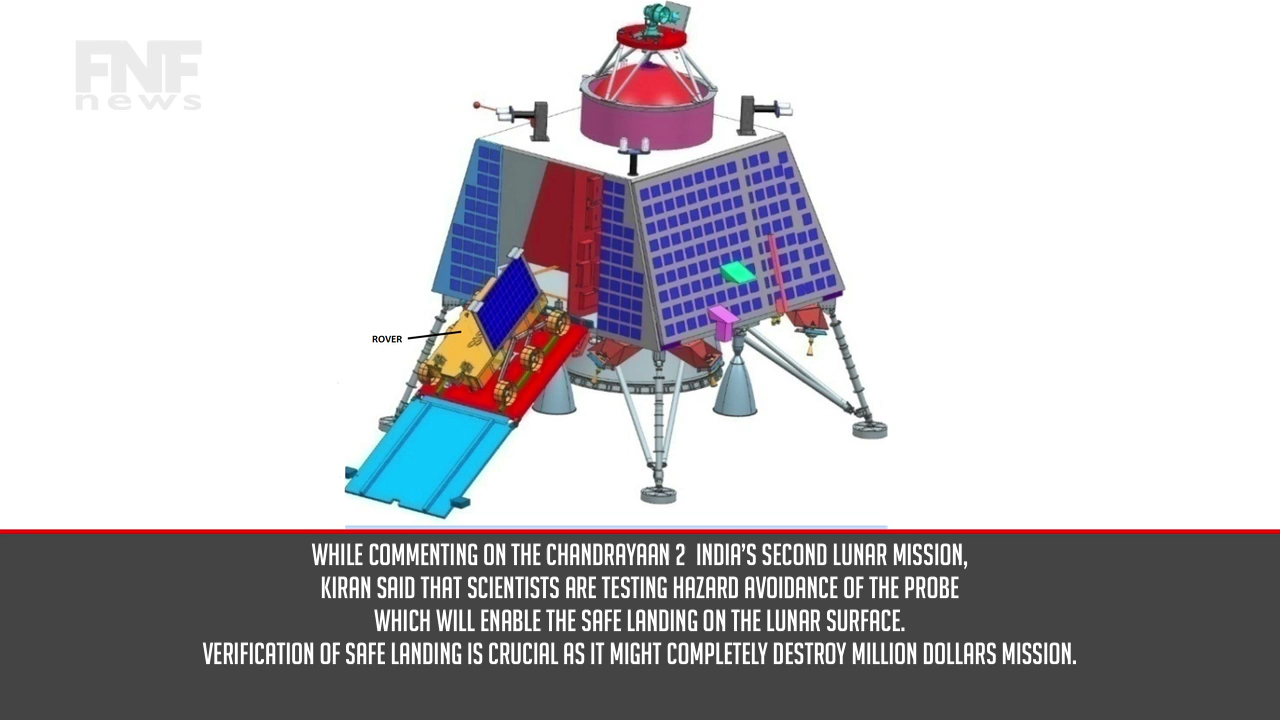 FNF
news
ROVER
WHILE COMMENTING ON THE CHANDRAYAAN 2  INDIA'S SECOND LUNAR MISSION,
KIRAN SAID THAT SCIENTISTS ARE TESTING HAZARD AVOIDANCE OF THE PROBE
WHICH WILL ENABLE THE SAFE LANDING ON THE LUNAR SURFACE.
VERIFICATION OF SAFE LANDING IS CRUCIAL AS IT MIGHT COMPLETELY DESTROY MILLION DOLLARS MISSION.